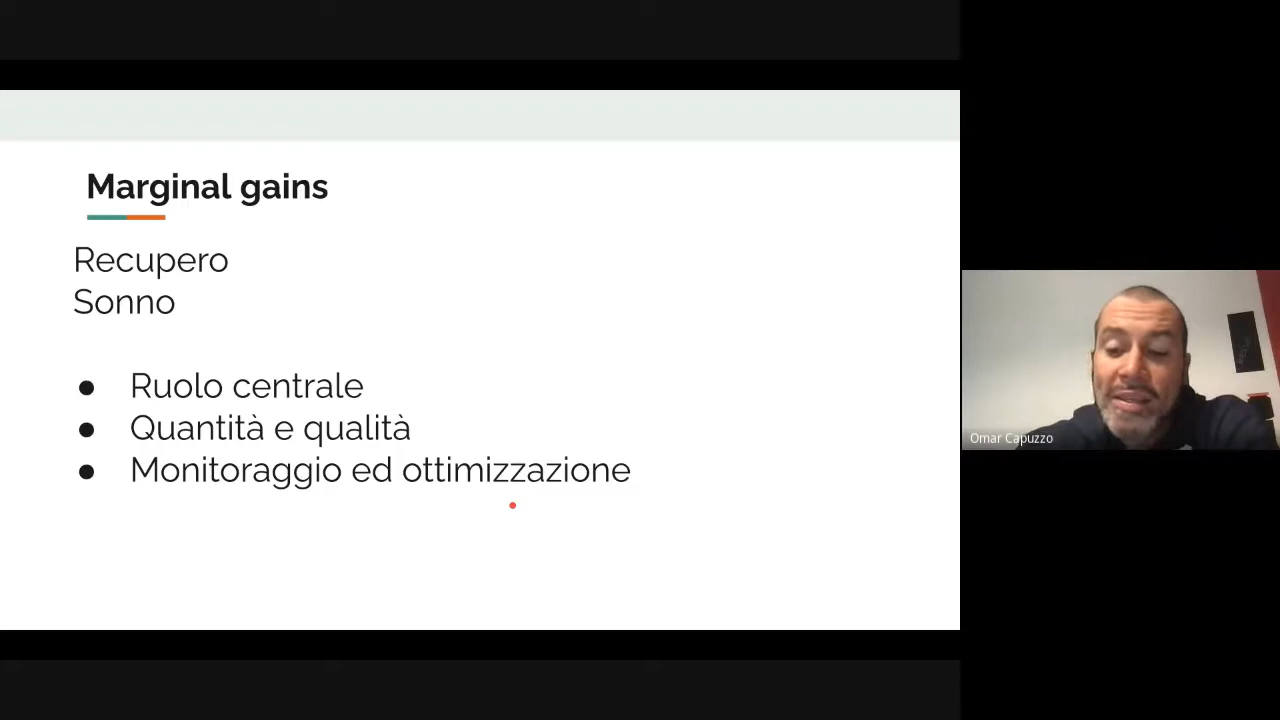 Marginal gains
Recupero
Sonno
● Ruolo centrale
● Quantità e qualità
● Monitoraggio ed ottimizzazione
Omar Capuzzo